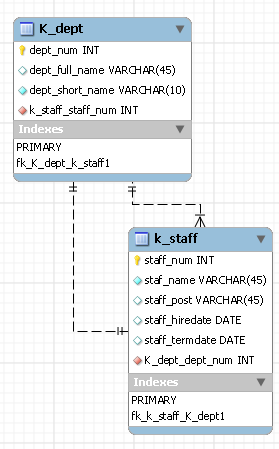 K_dept
dept_num INT
dept_full_name VARCHAR(45)
dept_short_name VARCHAR(10)
k_staff_staff_num INT
Indexes
PRIMARY
fk_K_dept_k_staff1
k_staff
staff_num INT
staf_name VARCHAR(45)
staff_post VARCHAR(45)
staff_hiredate DATE
staff_termdate DATE
K_dept_dept_num INT
Indexes
PRIMARY
fk_k_staff_K_dept1